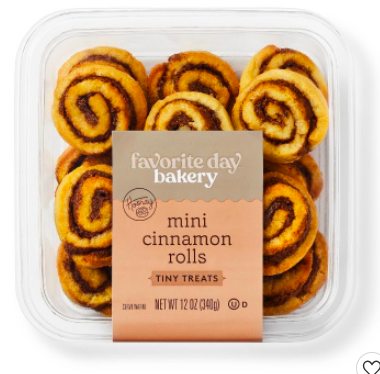 favorite day
bakery
mini
cinnamon
rolls
TINY TREATS
NET WT 12 OZ (340g)
U D